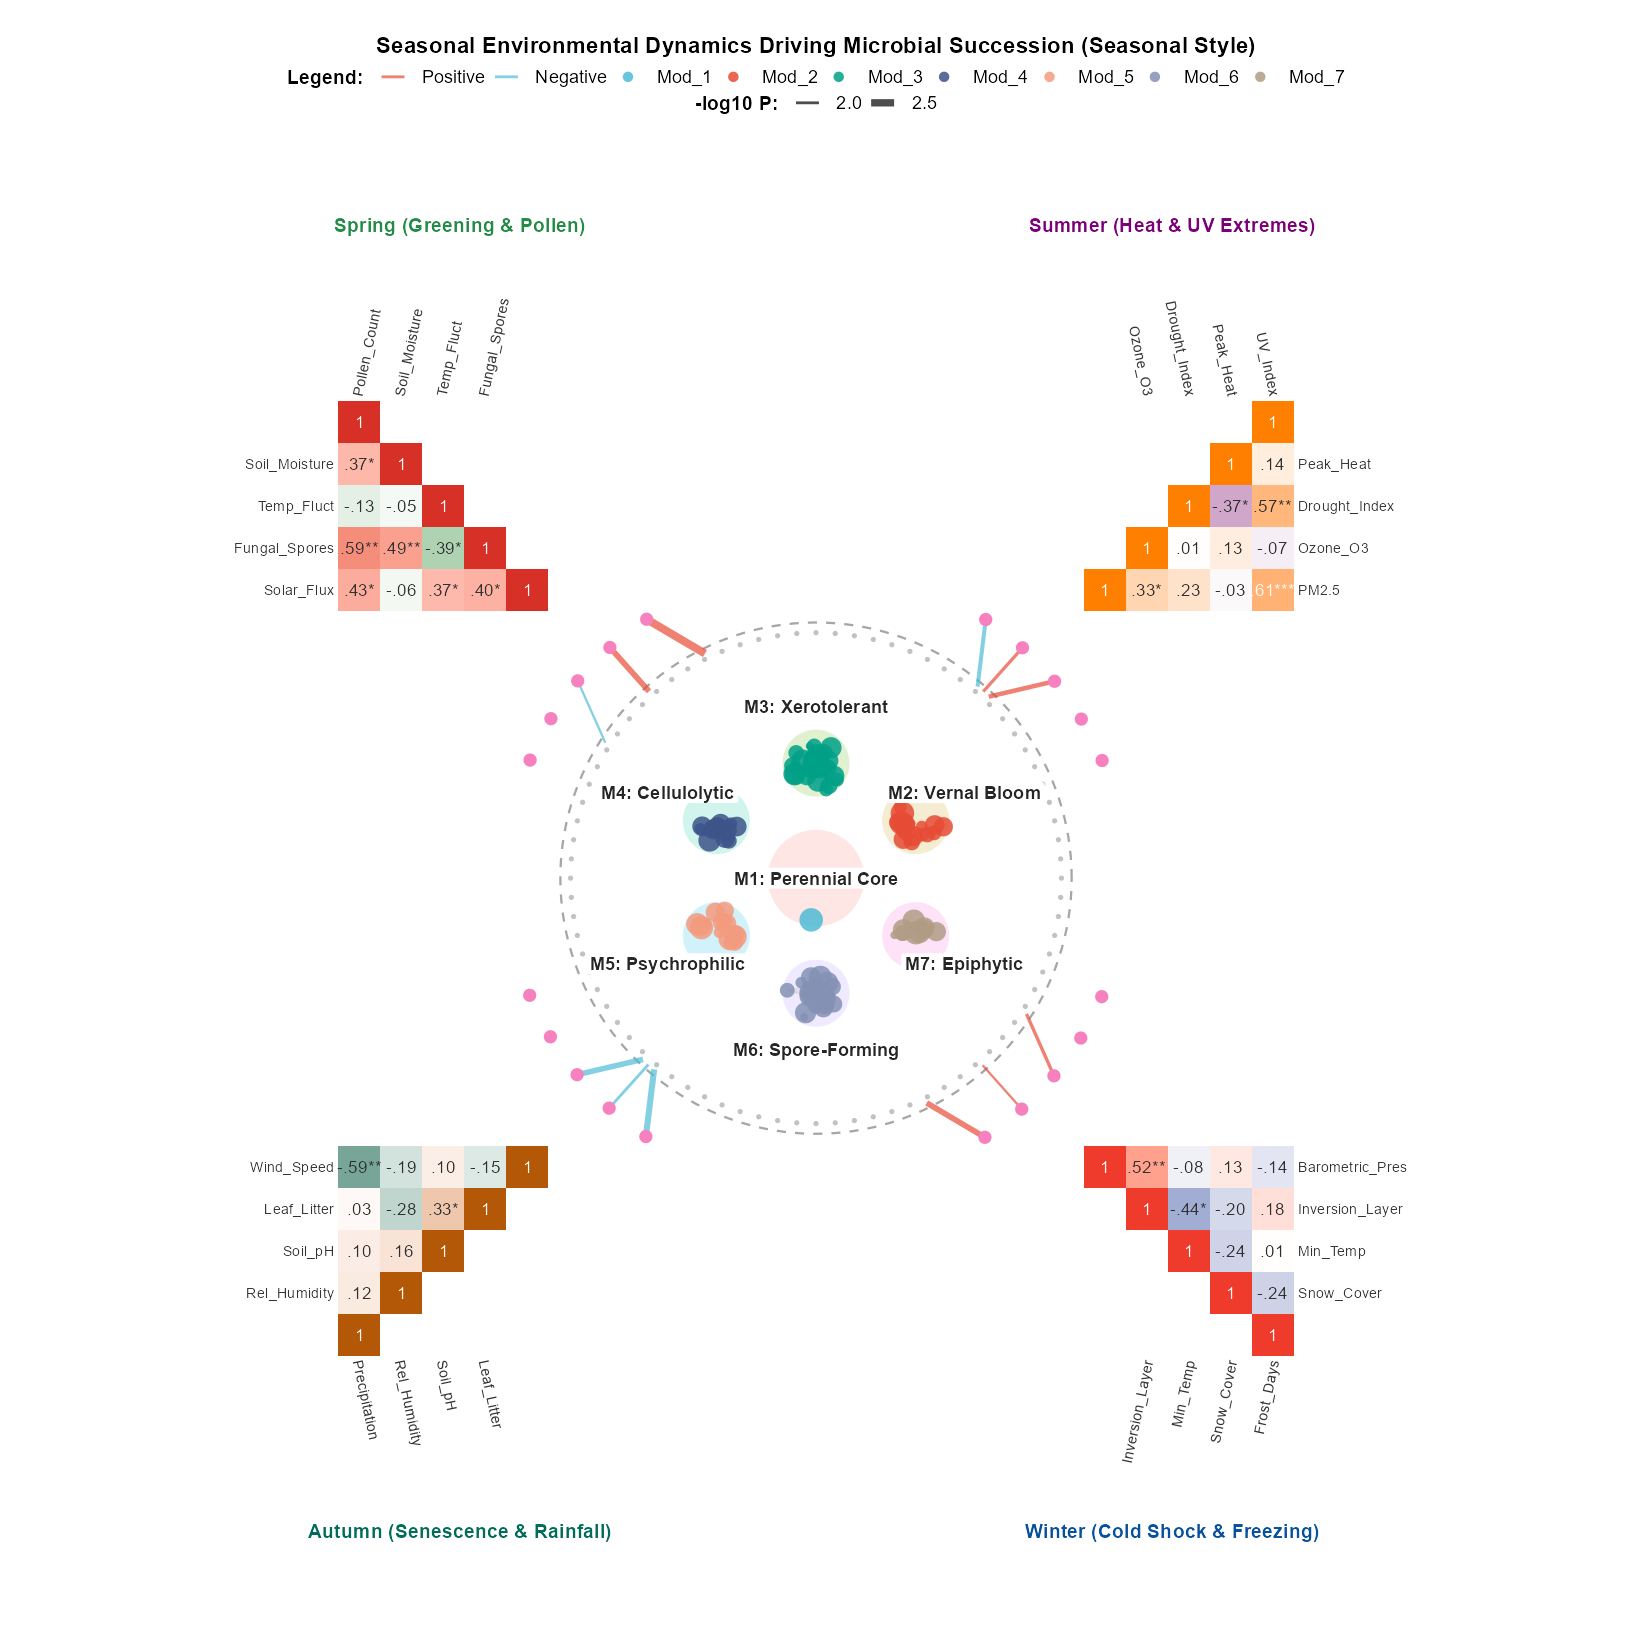 Seasonal Environmental Dynamics Driving Microbial Succession (Seasonal Style)
Legend: Positive Negative Mod_1 Mod_2 Mod_3 Mod_4 Mod_5 Mod_6 Mod_7
-log10 P: 2.0 2.5
Spring (Greening & Pollen)
Pollen_Count Soil_Moisture Temp_Fluct Fungal_Spores
1
Soil_Moisture .37* 1
Temp_Fluct -.13 -.05 1
Fungal_Spores .59** .49** -.39* 1
Solar_Flux .43* -.06 .37* .40* 1
Summer (Heat & UV Extremes)
Ozone_O3 Drought_Index Peak_Heat UV_Index
1
1 .14 Peak_Heat
1 -.37* .57** Drought_Index
1 .01 .13 -.07 Ozone_O3
1 .33* .23 -.03 .61*** PM2.5
M3: Xerotolerant
M4: Cellulolytic
M2: Vernal Bloom
M1: Perennial Core
M5: Psychrophilic
M7: Epiphytic
M6: Spore-Forming
Wind_Speed -.59** -.19 .10 -.15 1
Leaf_Litter .03 -.28 .33* 1
Soil_pH .10 .16 1
Rel_Humidity .12 1
1
Precipitation Rel_Humidity Soil_pH Leaf_Litter
Autumn (Senescence & Rainfall)
1 .52** -.08 .13 -.14 Barometric_Pres
1 -.44* -.20 .18 Inversion_Layer
1 -.24 .01 Min_Temp
1 -.24 Snow_Cover
1
Inversion_Layer Min_Temp Snow_Cover Frost_Days
Winter (Cold Shock & Freezing)